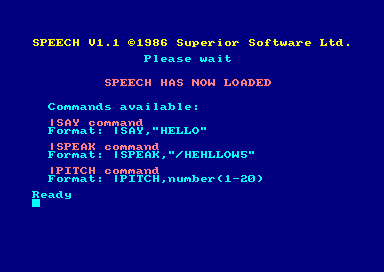 SPEECH V1.1 ©1986 Superior Software Ltd.
Please wait
SPEECH HAS NOW LOADED
Commands available:
|SAY command
Format: |SAY,"HELLO"
|SPEAK command
Format: |SPEAK,"/HEHLLOW5"
|PITCH command
Format: |PITCH,number(1-20)
Ready